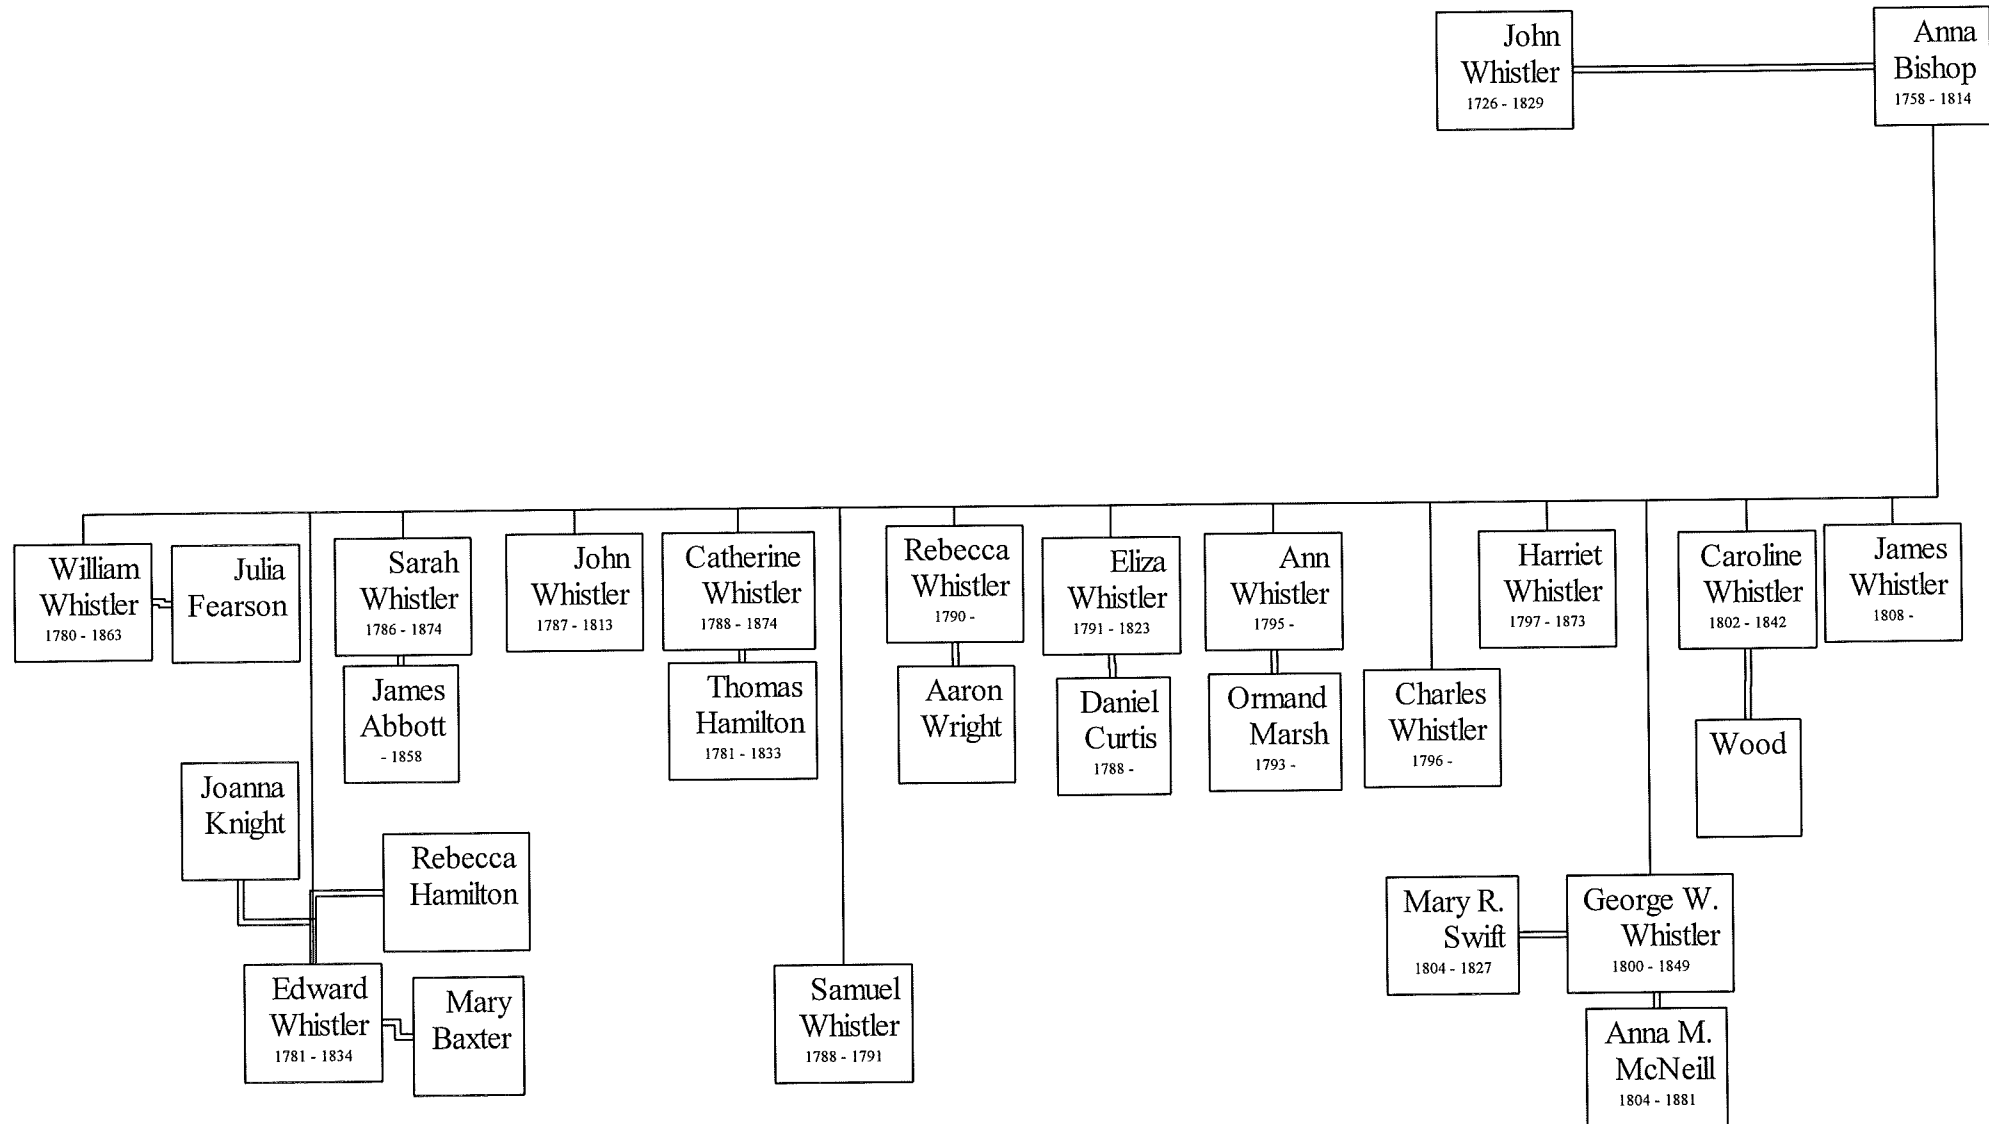 John
Whistler
1726 - 1829
Anna
Bishop
1758 - 1814
William
Whistler
1780 - 1863
Julia
Fearson
Sarah
Whistler
1786 - 1874
John
Whistler
1787 - 1813
Catherine
Whistler
1788 - 1874
Rebecca
Whistler
1790 -
Eliza
Whistler
1791 - 1823
Ann
Whistler
1795 -
Harriet
Whistler
1797 - 1873
Caroline
Whistler
1802 - 1842
James
Whistler
1808 -
James
Abbott
- 1858
Thomas
Hamilton
1781 - 1833
Aaron
Wright
Daniel
Curtis
1788 -
Ormand
Marsh
1793 -
Charles
Whistler
1796 -
Wood
Joanna
Knight
Rebecca
Hamilton
Mary R.
Swift
1804 - 1827
George W.
Whistler
1800 - 1849
Edward
Whistler
1781 - 1834
Mary
Baxter
Samuel
Whistler
1788 - 1791
Anna M.
McNeill
1804 - 1881